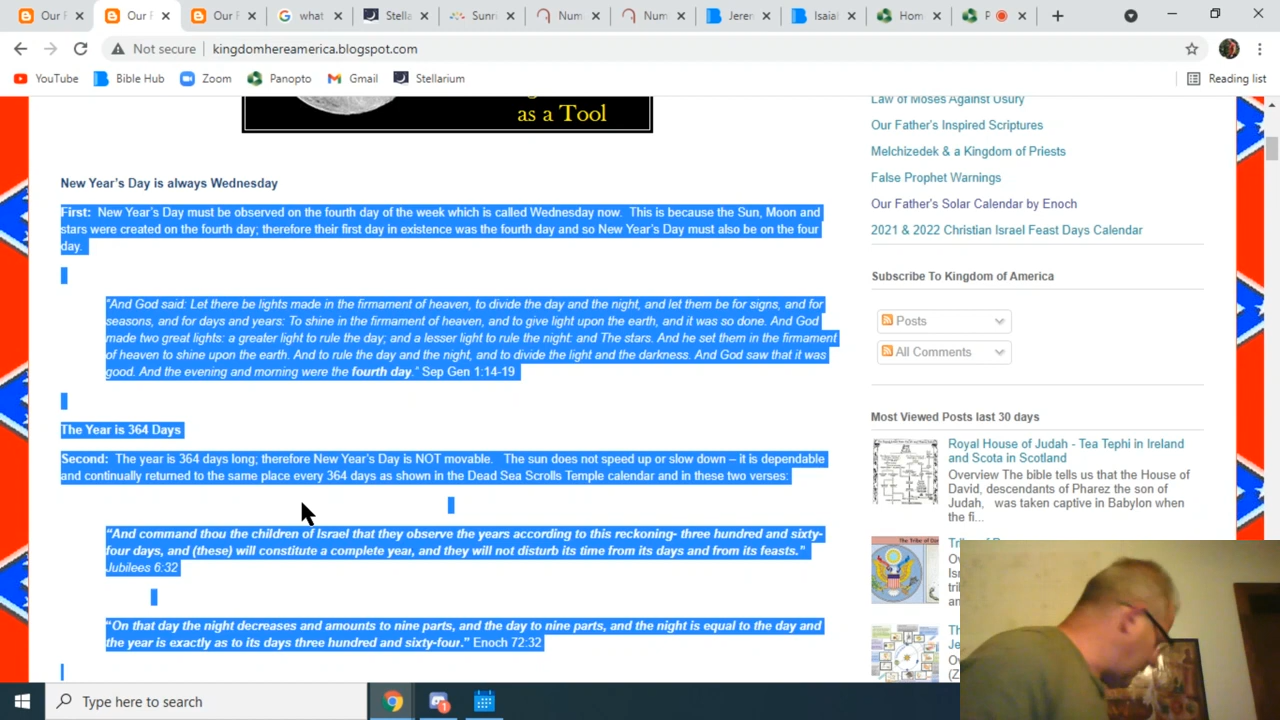 Our F
Our F
Our F
what
Stella
Sunri
Num
Num
Jerem
Isaial
Hom
P
Not secure
kingdomhereamerica.blogspot.com
YouTube
Bible Hub
Zoom
Panopto
Gmail
Stellarium
Reading list
as a Tool
New Year’s Day is always Wednesday
First:  New Year’s Day must be observed on the fourth day of the week which is called Wednesday now.  This is because the Sun, Moon and
stars were created on the fourth day; therefore their first day in existence was the fourth day and so New Year’s Day must also be on the four
day.
“And God said: Let there be lights made in the firmament of heaven, to divide the day and the night, and let them be for signs, and for
seasons, and for days and years: To shine in the firmament of heaven, and to give light upon the earth, and it was so done. And God
made two great lights: a greater light to rule the day; and a lesser light to rule the night: and The stars. And he set them in the firmament
of heaven to shine upon the earth. And to rule the day and the night, and to divide the light and the darkness. And God saw that it was
good. And the evening and morning were the fourth day.” Sep Gen 1:14-19
The Year is 364 Days
Second:  The year is 364 days long; therefore New Year’s Day is NOT movable.   The sun does not speed up or slow down – it is dependable
and continually returned to the same place every 364 days as shown in the Dead Sea Scrolls Temple calendar and in these two verses:
“And command thou the children of Israel that they observe the years according to this reckoning- three hundred and sixty-
four days, and (these) will constitute a complete year, and they will not disturb its time from its days and from its feasts.”
Jubilees 6:32
“On that day the night decreases and amounts to nine parts, and the day to nine parts, and the night is equal to the day and
the year is exactly as to its days three hundred and sixty-four.” Enoch 72:32
Law of Moses Against Usury
Our Father's Inspired Scriptures
Melchizedek & a Kingdom of Priests
False Prophet Warnings
Our Father's Solar Calendar by Enoch
2021 & 2022 Christian Israel Feast Days Calendar
Subscribe To Kingdom of America
Posts
All Comments
Most Viewed Posts last 30 days
Royal House of Judah - Tea Tephi in Ireland
and Scota in Scotland
Overview The bible tells us that the House of
David, descendants of Pharez the son of
Judah, was taken captive in Babylon when
the fi...
Type here to search